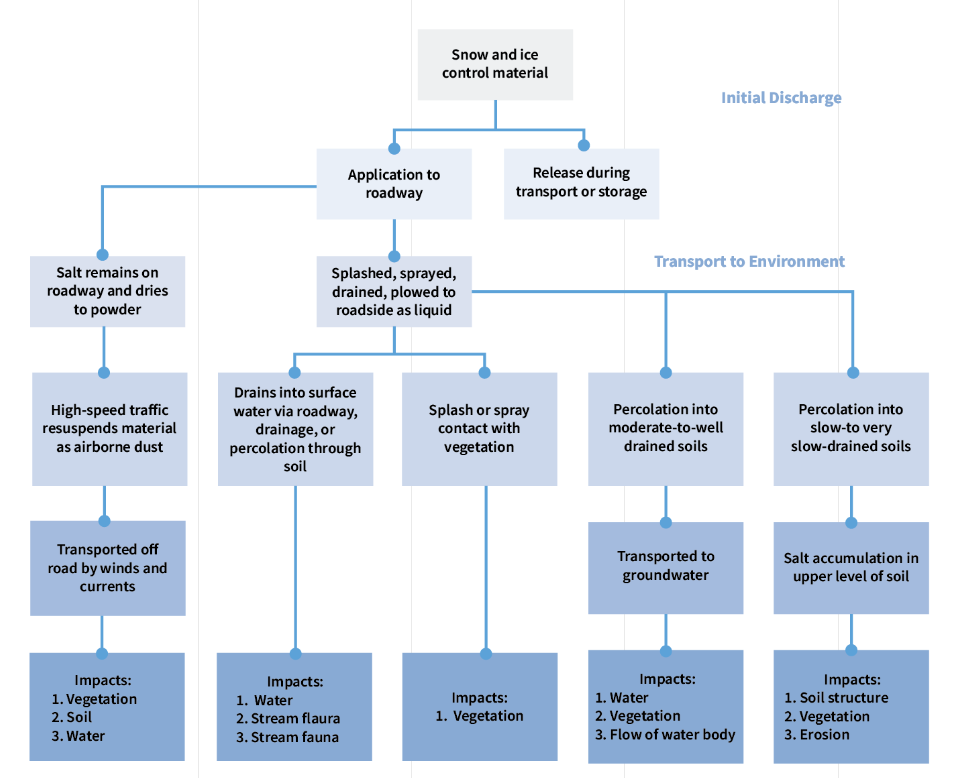 Snow and ice
control material
Initial Discharge
Application to
roadway
Release during
transport or storage
Transport to Environment
Salt remains on
roadway and dries
to powder
Splashed, sprayed,
drained, plowed to
roadside as liquid
High-speed traffic
resuspends material
as airborne dust
Drains into surface
water via roadway,
drainage, or
percolation through
soil
Splash or spray
contact with
vegetation
Percolation into
moderate-to-well
drained soils
Percolation into
slow-to very
slow-drained soils
Transported off
road by winds and
currents
Transported to
groundwater
Salt accumulation in
upper level of soil
Impacts:
1. Vegetation
2. Soil
3. Water
Impacts:
1. Water
2. Stream flaura
3. Stream fauna
Impacts:
1. Vegetation
Impacts:
1. Water
2. Vegetation
3. Flow of water body
Impacts:
1. Soil structure
2. Vegetation
3. Erosion